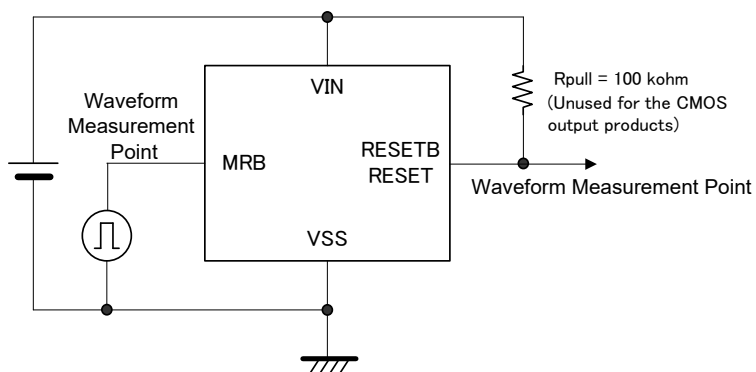 VIN
Rpull = 100 kohm
(Unused for the CMOS
output products)
Waveform
Measurement
Point
MRB
RESETB
RESET
Waveform Measurement Point
VSS